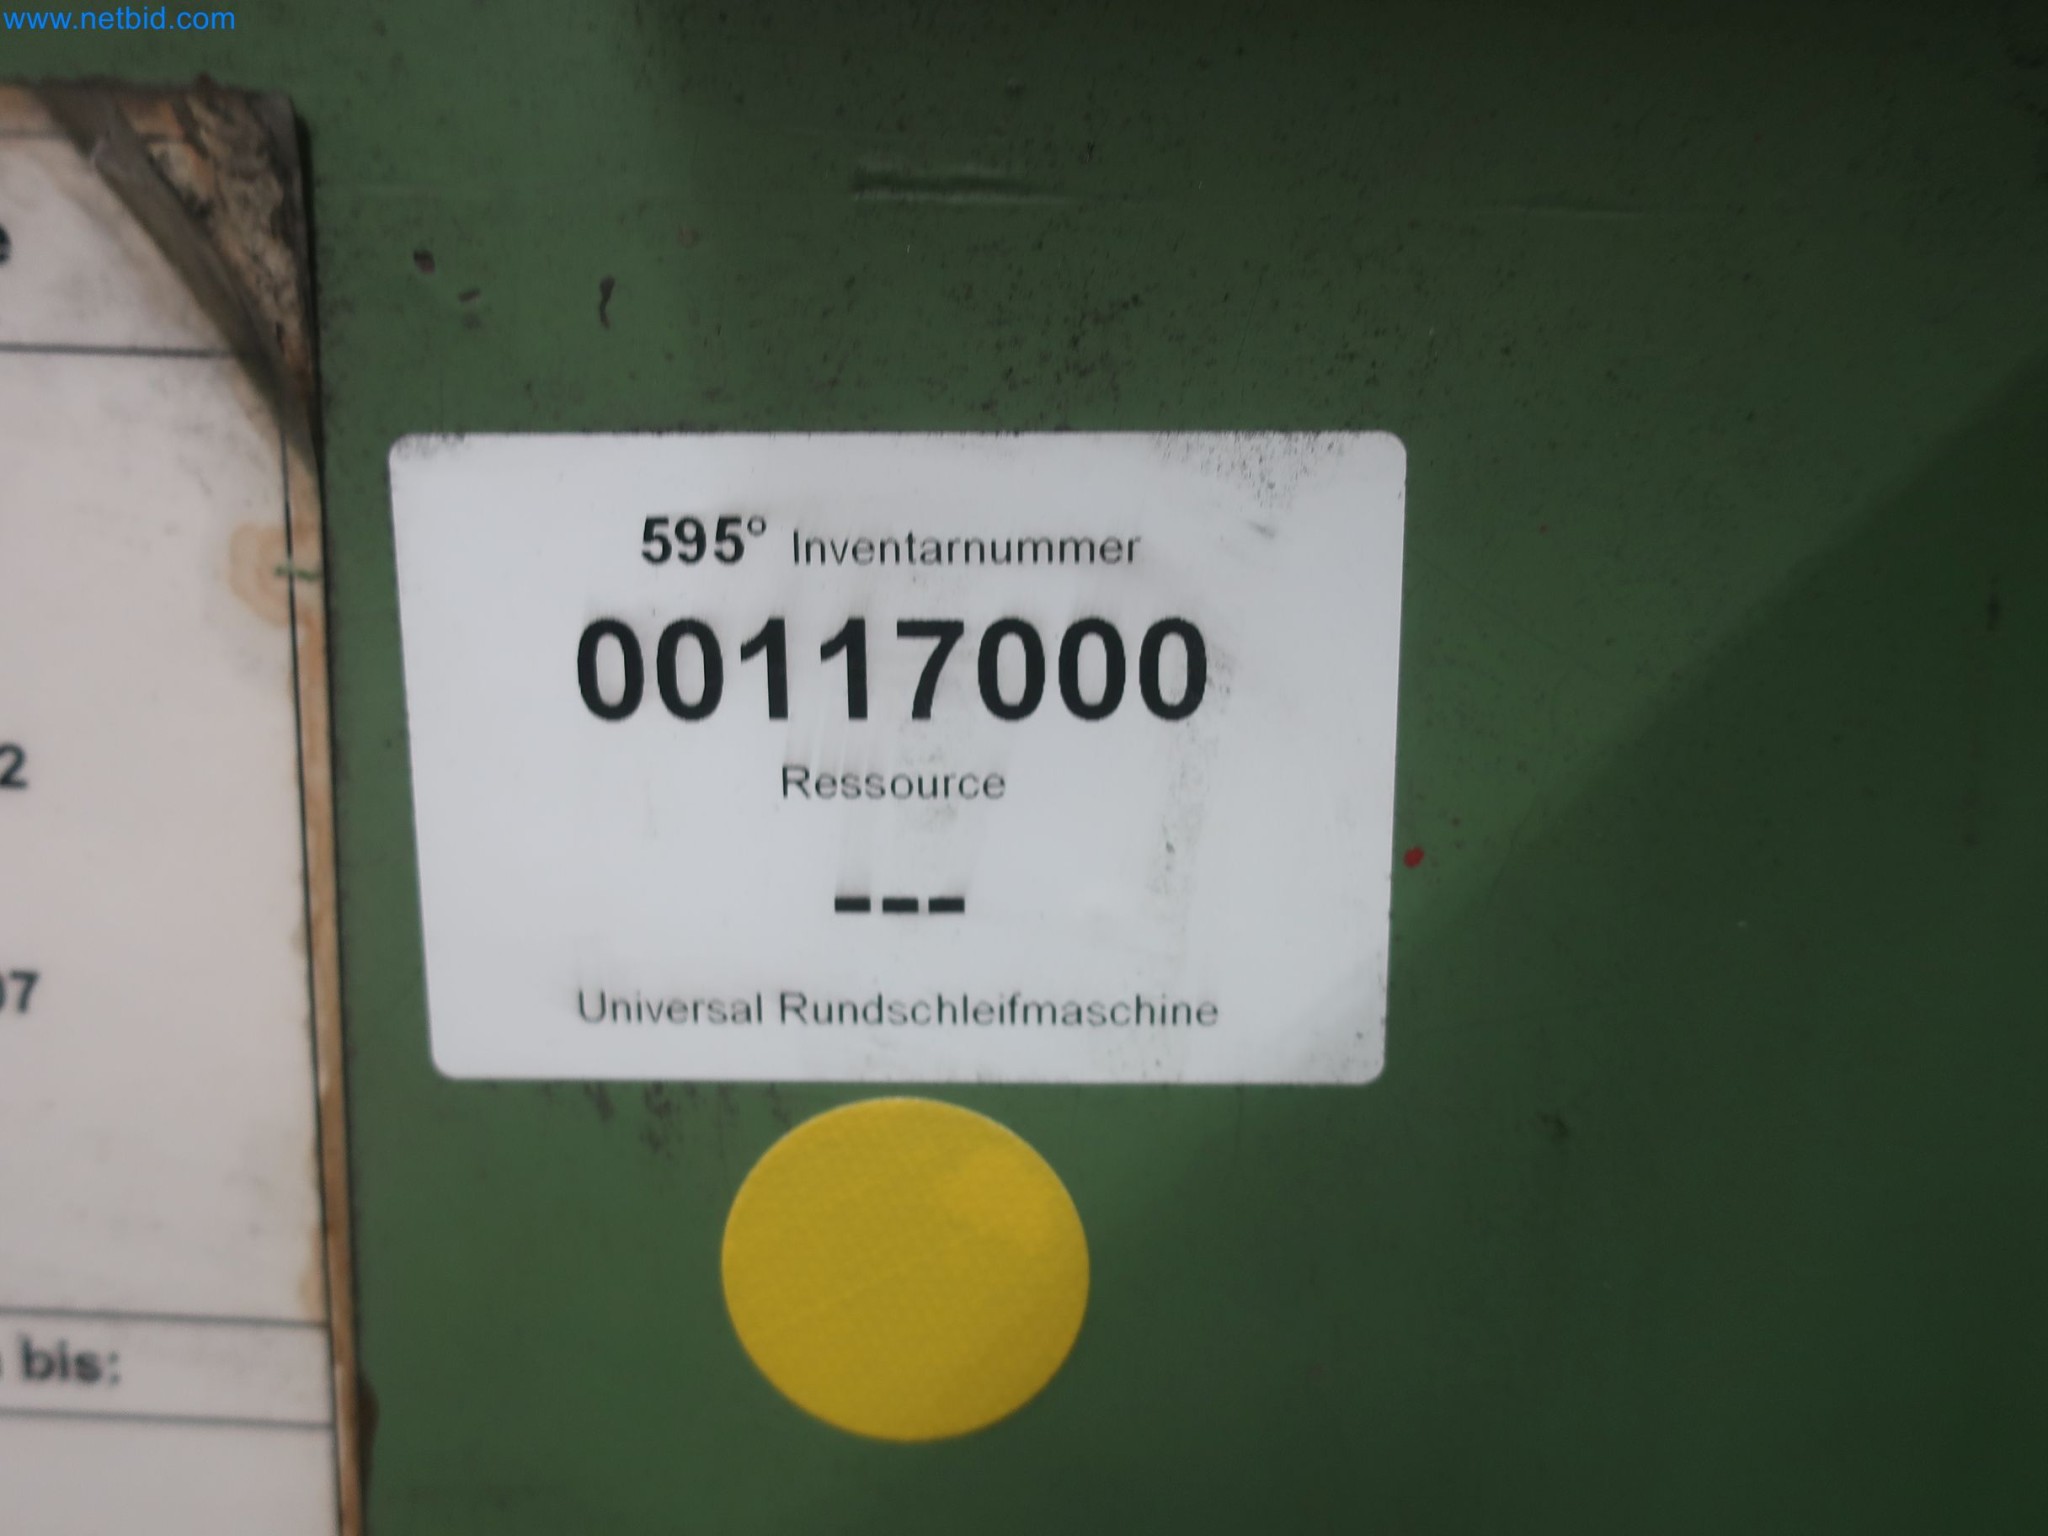 www.netbid.com
e
2
07
bis:
595° Inventarnummer
00117000
Ressource
---
Universal Rundschleifmaschine